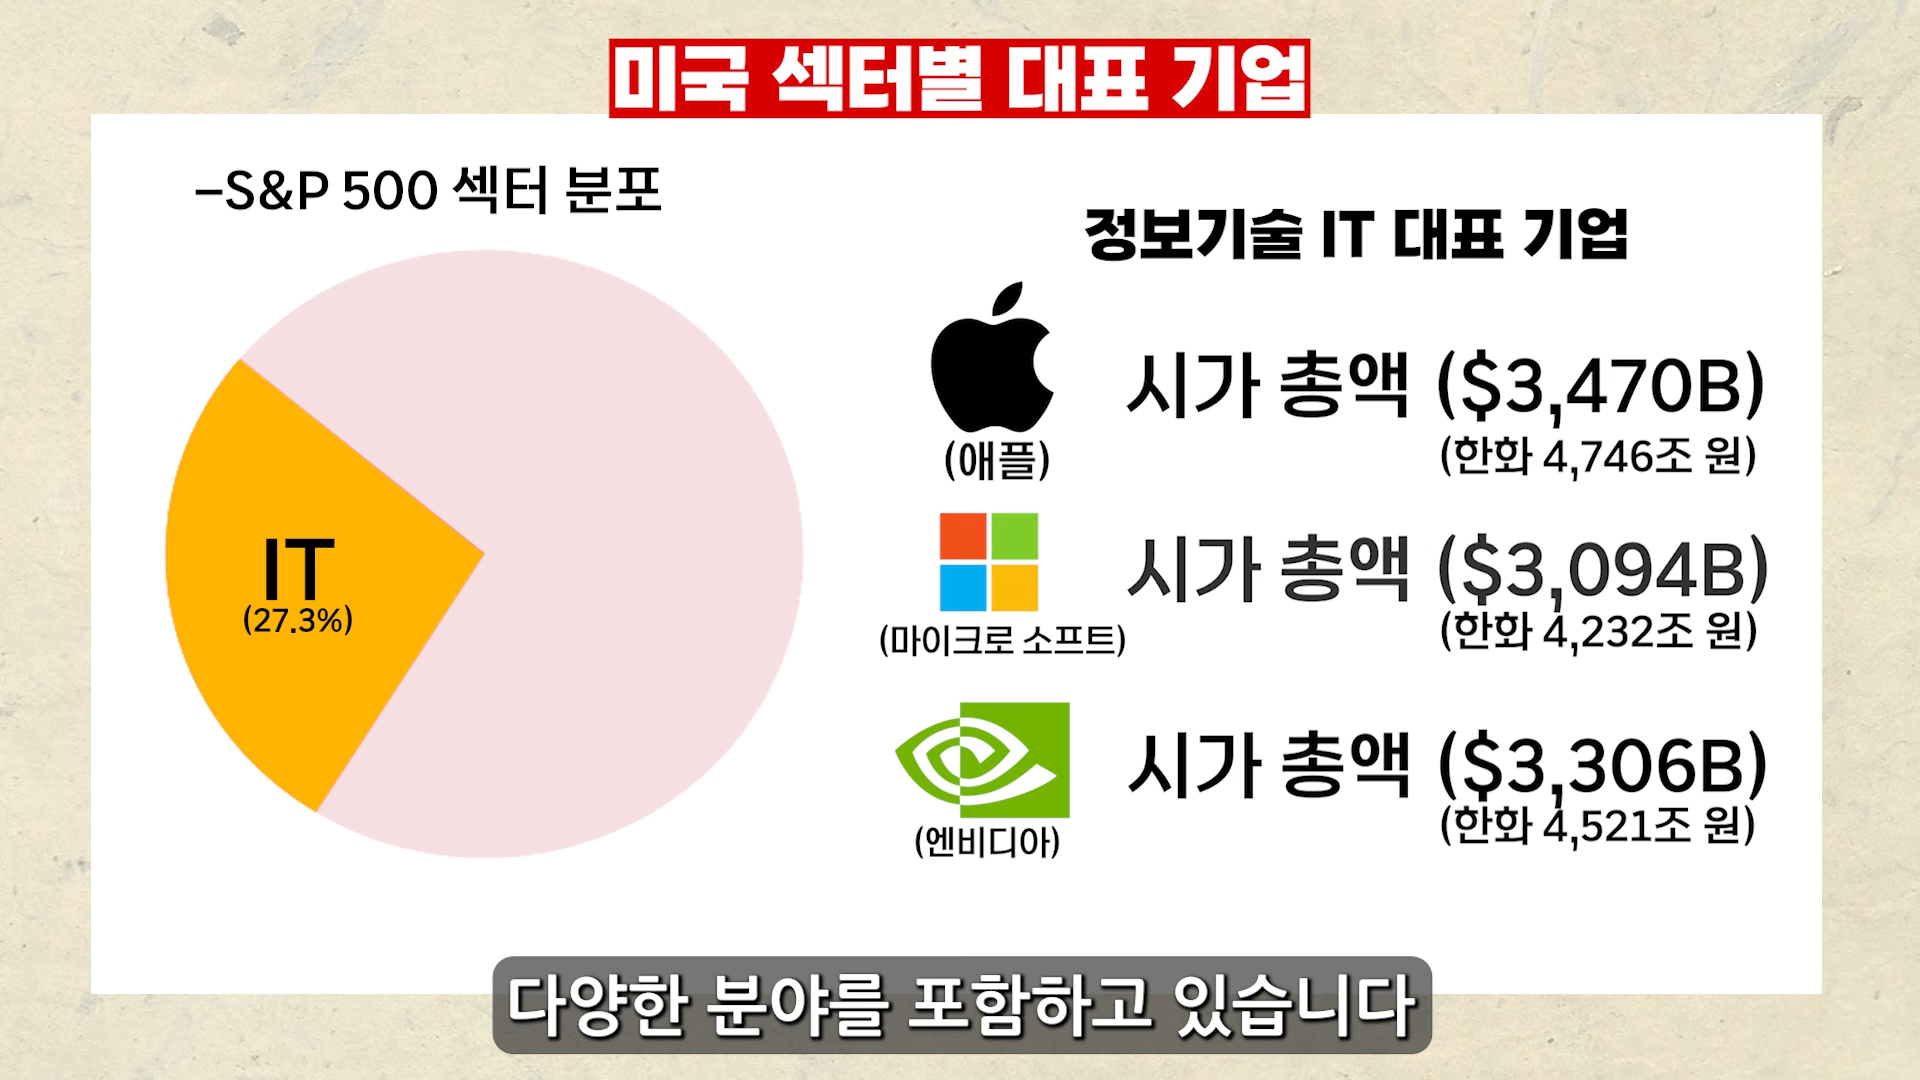 미국 섹터별 대표 기업
–S&P 500 섹터 분포
IT
(27.3%)
정보기술 IT 대표 기업
시가 총액 ($3,470B)
(한화 4,746조 원)
(애플)
시가 총액 ($3,094B)
(한화 4,232조 원)
(마이크로 소프트)
시가 총액 ($3,306B)
(한화 4,521조 원)
(엔비디아)
다양한 분야를 포함하고 있습니다